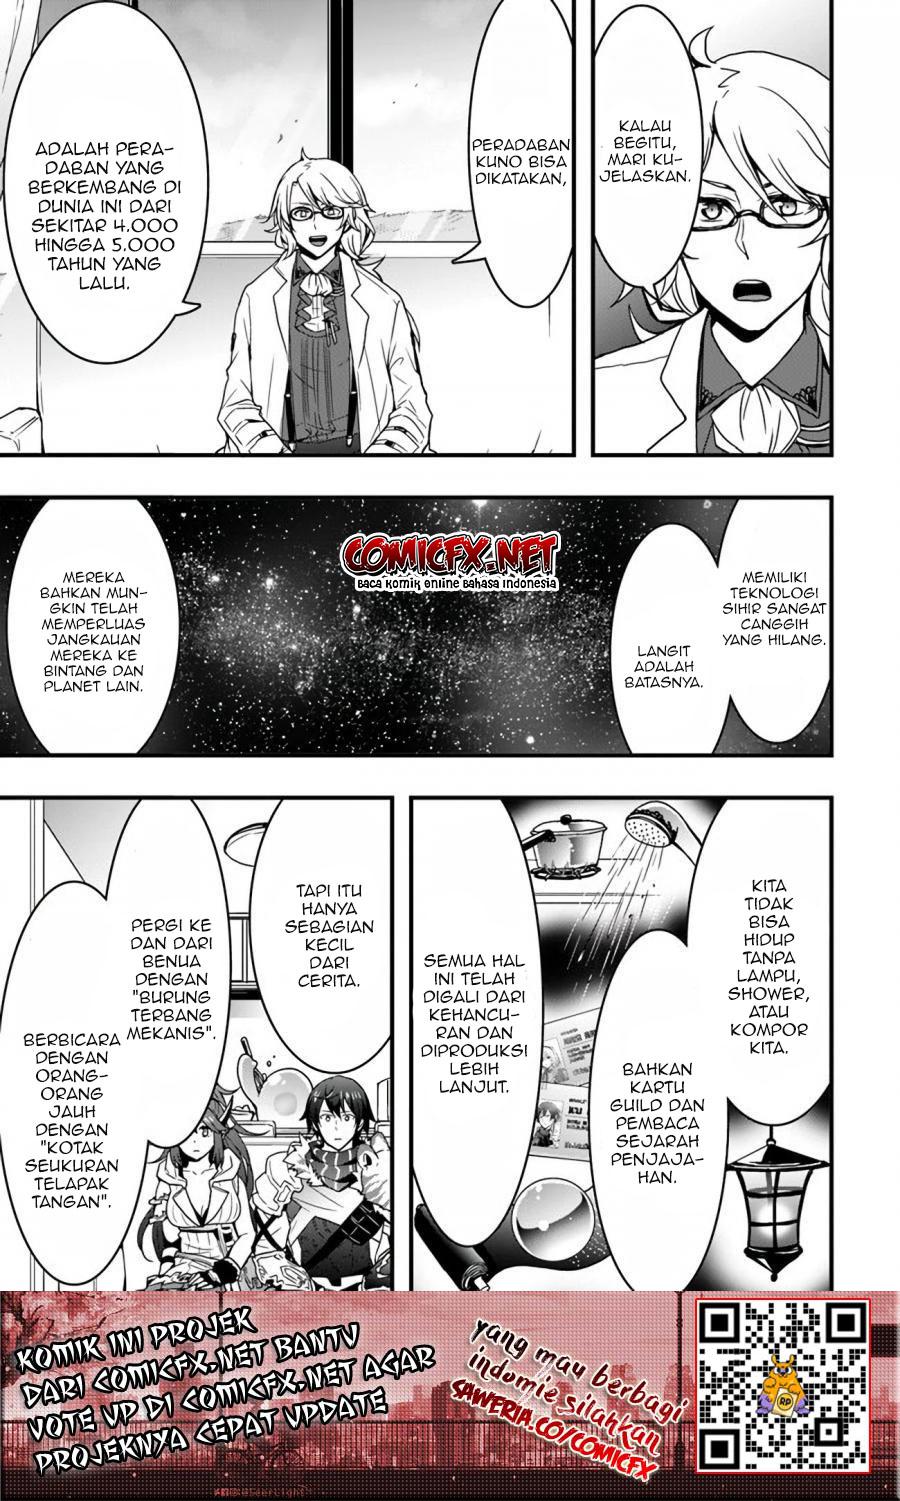 KALAU
BEGITU,
MARI KU-
JELASKAN.
PERADABAN
KUNO BISA
DIKATAKAN,
ADALAH PERA-
DABAN YANG
BERKEMBANG DI
DUNIA INI DARI
SEKITAR 4.000
HINGGA 5.000
TAHUN YANG
LALU.
MEMILIKI
TEKNOLOGI
SIHIR SANGAT
CANGGIH
YANG HILANG.
LANGIT
ADALAH
BATASNYA.
COMICFX.NET
Baca Komik Online Bahasa Indonesia
MEREKA
BAHKAN MUN-
GKIN TELAH
MEMPERLUAS
JANGKAUAN
MEREKA KE
BINTANG DAN
PLANET LAIN.
KITA
TIDAK
BISA
HIDUP
TANPA
LAMPU,
SHOWER,
ATAU
KOMPOR
KITA.
BAHKAN
KARTU
GUILD DAN
PEMBACA
SEJARAH
PENJAJA-
HAN.
SEMUA HAL
INI TELAH
DIGALI DARI
KEHANCU-
RAN DAN
DIPRODUKSI
LEBIH
LANJUT.
TAPI ITU
HANYA
SEBAGIAN
KECIL
DARI
CERITA.
PERGI KE
DAN DARI
BENUA
DENGAN
"BURUNG
TERBANG
MEKANIS".
BERBICARA
DENGAN
ORANG-
ORANG
JAUH
DENGAN
"KOTAK
SEUKURAN
TELAPAK
TANGAN".
KOMIK INI PROJEK
DARI COMICFX.NET BANTU
VOTE UP DI COMICFX.NET AGAR
PROJEKNYA CEPAT UPDATE
yang mau berbagi
indomie silahkan
SAWERIA.CO/COMICFX
RP
@SeerLight